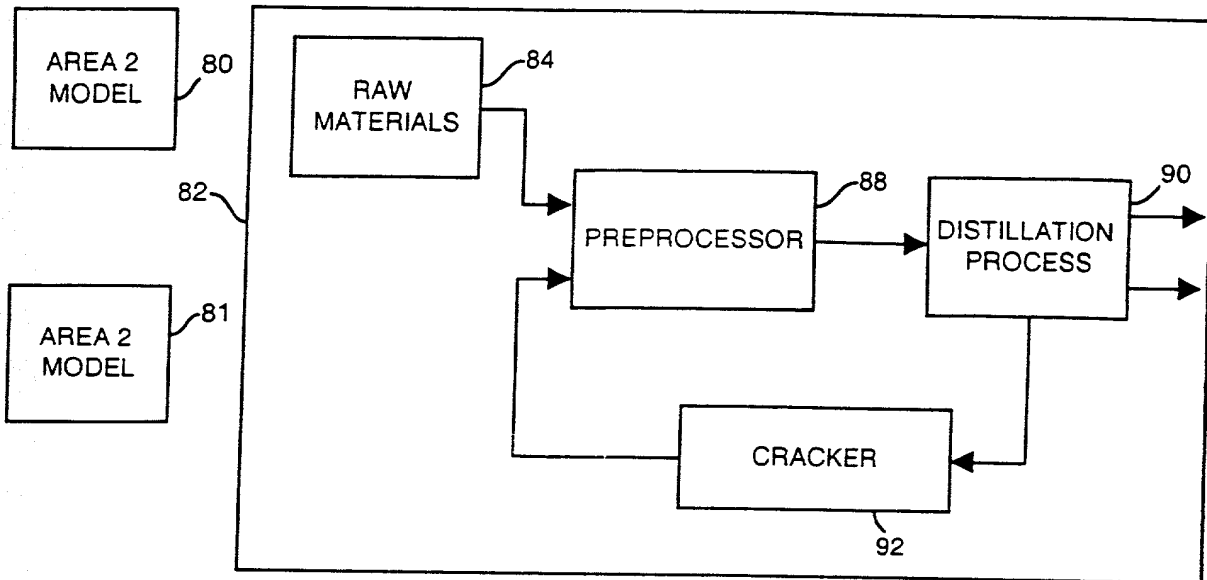 AREA 2
MODEL
80
RAW
MATERIALS
84
82
PREPROCESSOR
88
DISTILLATION
PROCESS
90
AREA 2
MODEL
81
CRACKER
92